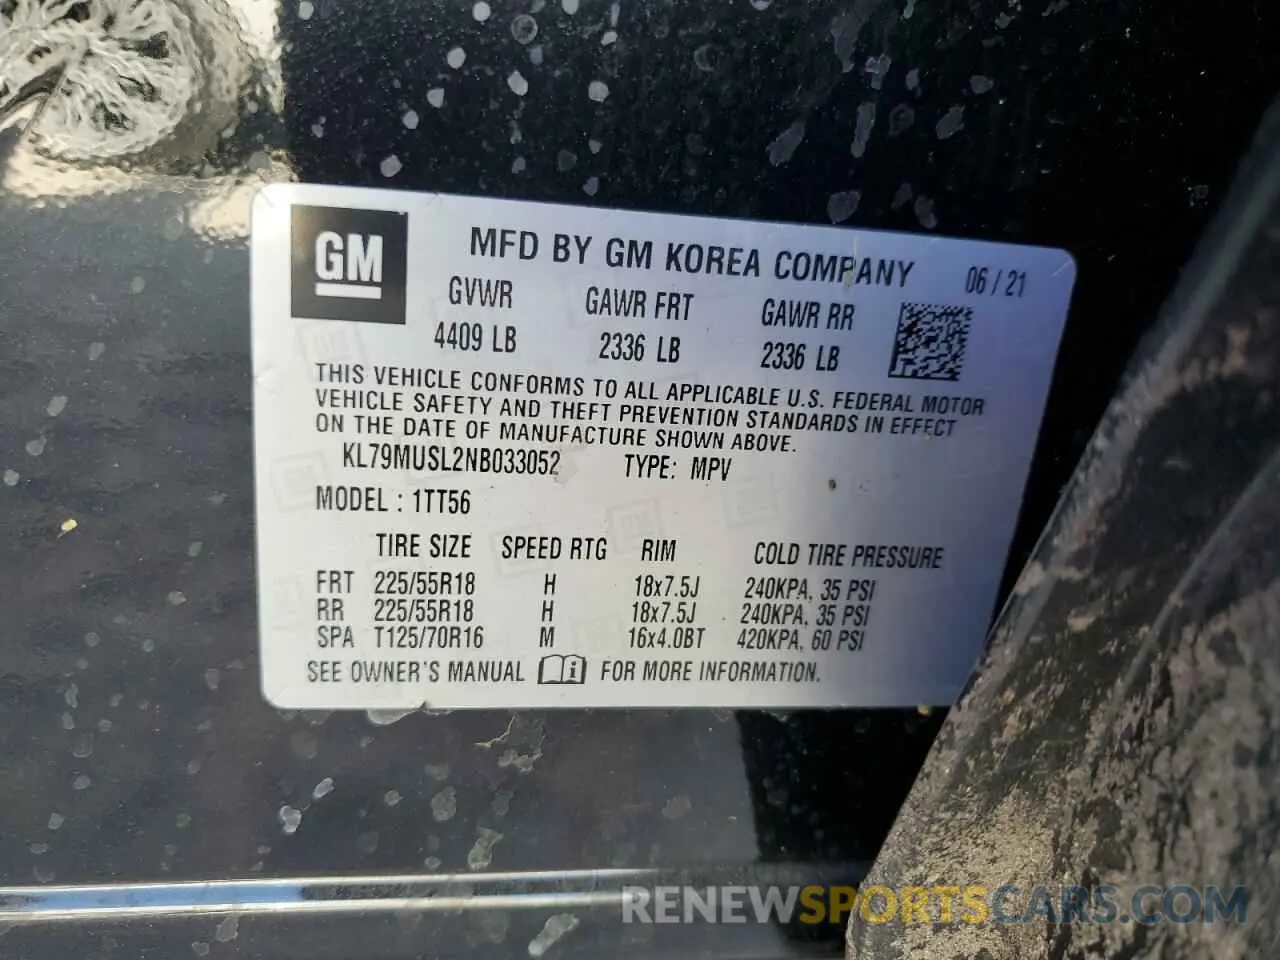 GM
MFD BY GM KOREA COMPANY 06 / 21
GVWR GAWR FRT GAWR RR
4409 LB 2336 LB 2336 LB
THIS VEHICLE CONFORMS TO ALL APPLICABLE U.S. FEDERAL MOTOR
VEHICLE SAFETY AND THEFT PREVENTION STANDARDS IN EFFECT
ON THE DATE OF MANUFACTURE SHOWN ABOVE.
KL79MUSL2NB033052 TYPE: MPV
MODEL : 1TT56
TIRE SIZE SPEED RTG RIM COLD TIRE PRESSURE
FRT 225/55R18 H 18x7.5J 240KPA, 35 PSI
RR 225/55R18 H 18x7.5J 240KPA, 35 PSI
SPA T125/70R16 M 16x4.0BT 420KPA, 60 PSI
SEE OWNER'S MANUAL i FOR MORE INFORMATION.
RENEWSPORTSCARS.COM